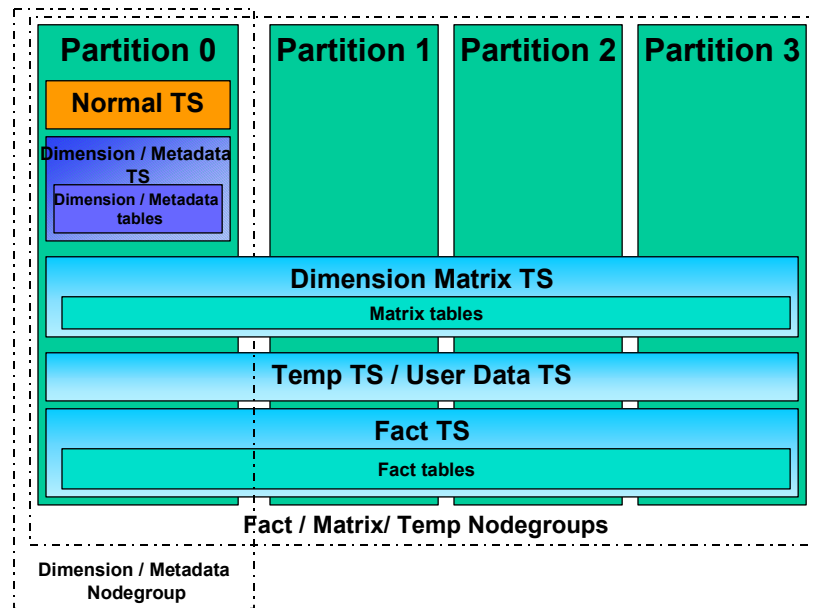 Partition 0
Partition 1
Partition 2
Partition 3
Normal TS
Dimension / Metadata
TS
Dimension / Metadata
tables
Dimension Matrix TS
Matrix tables
Temp TS / User Data TS
Fact TS
Fact tables
Fact / Matrix/ Temp Nodegroups
Dimension / Metadata
Nodegroup